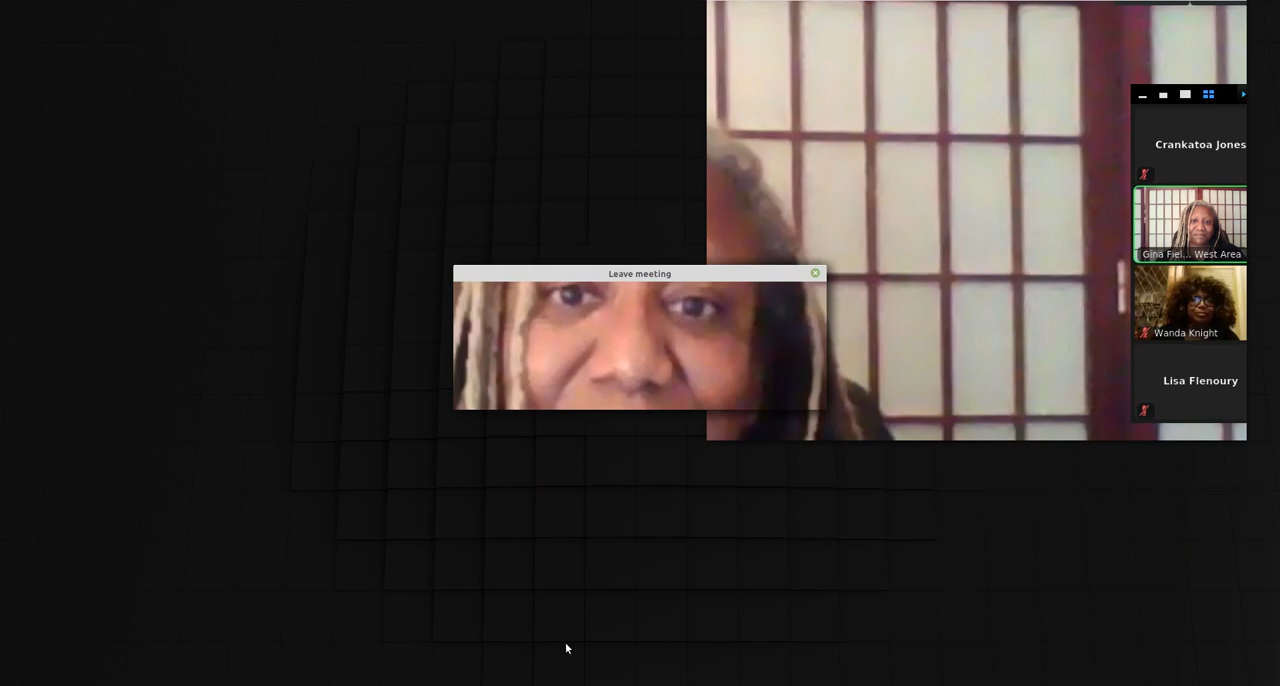 Crankatoa Jones
Leave meeting
Gina Fiel... West Area
Wanda Knight
Lisa Flenoury